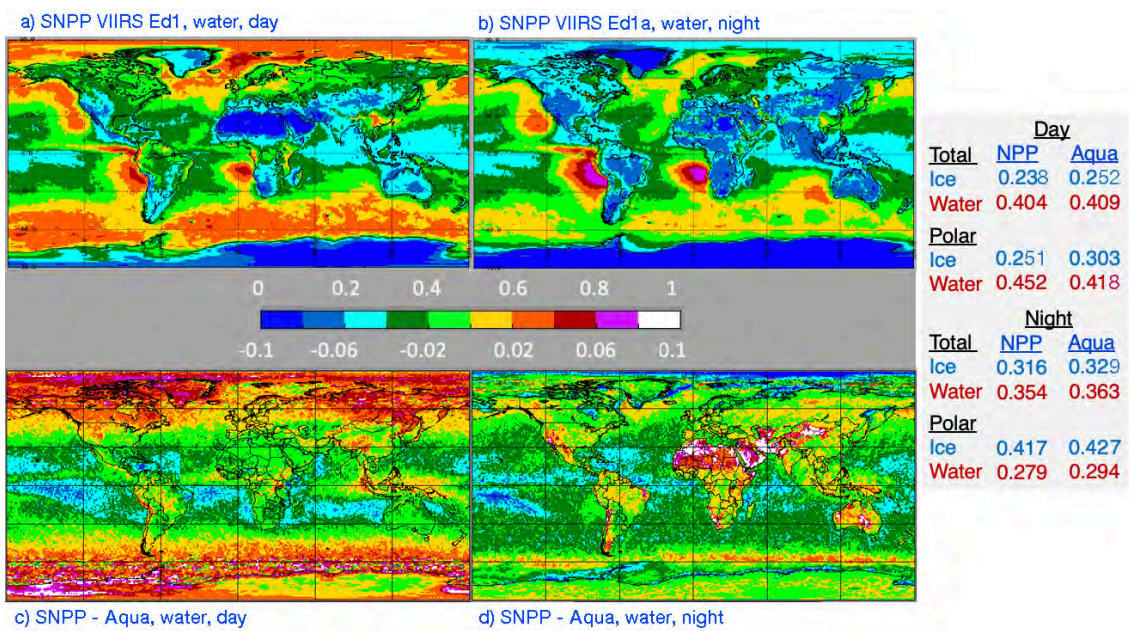 a) SNPP VIIRS Ed1, water, day
b) SNPP VIIRS Ed1a, water, night
0 0.2 0.4 0.6 0.8 1
-0.1 -0.06 -0.02 0.02 0.06 0.1
c) SNPP - Aqua, water, day
d) SNPP - Aqua, water, night
Day
Total NPP Aqua
Ice 0.238 0.252
Water 0.404 0.409
Polar
Ice 0.251 0.303
Water 0.452 0.418
Night
Total NPP Aqua
Ice 0.316 0.329
Water 0.354 0.363
Polar
Ice 0.417 0.427
Water 0.279 0.294